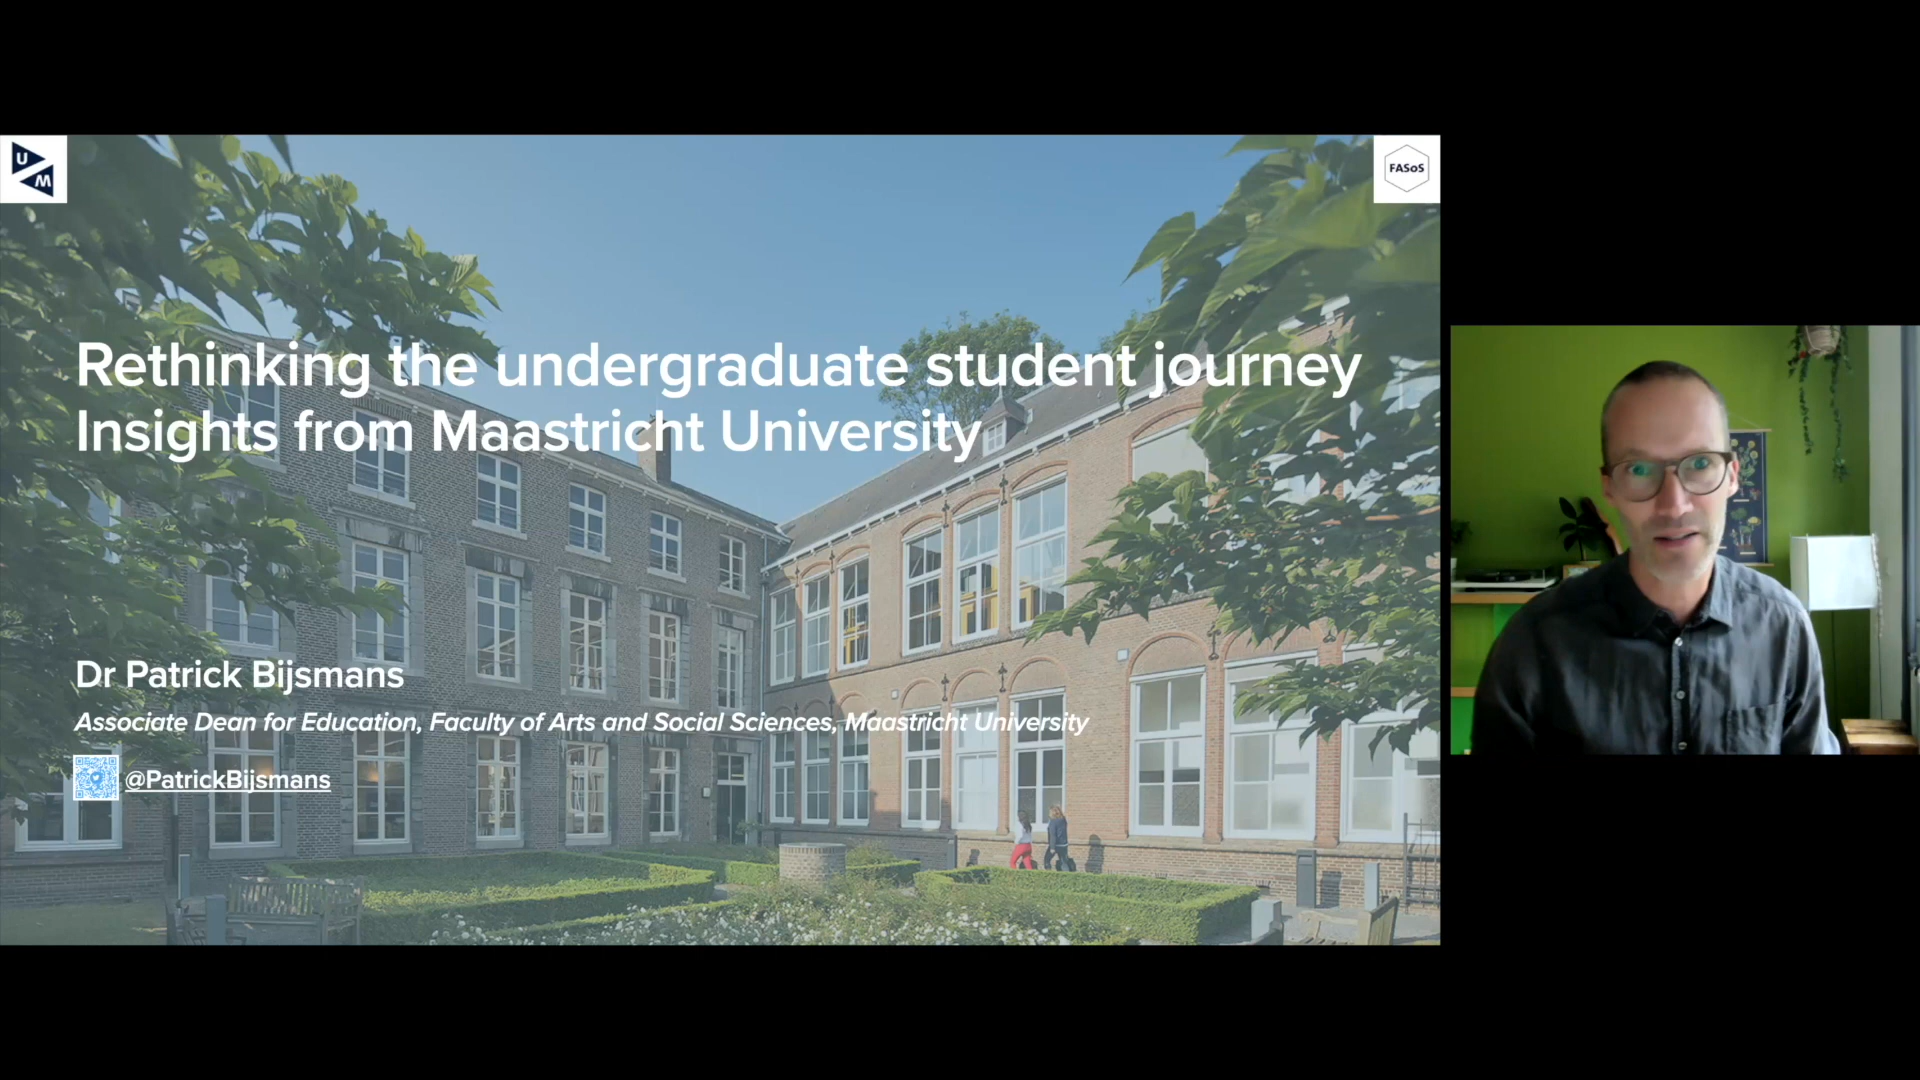 UM
FASoS
Rethinking the undergraduate student journey
Insights from Maastricht University
Dr Patrick Bijsmans
Associate Dean for Education, Faculty of Arts and Social Sciences, Maastricht University
@PatrickBijsmans